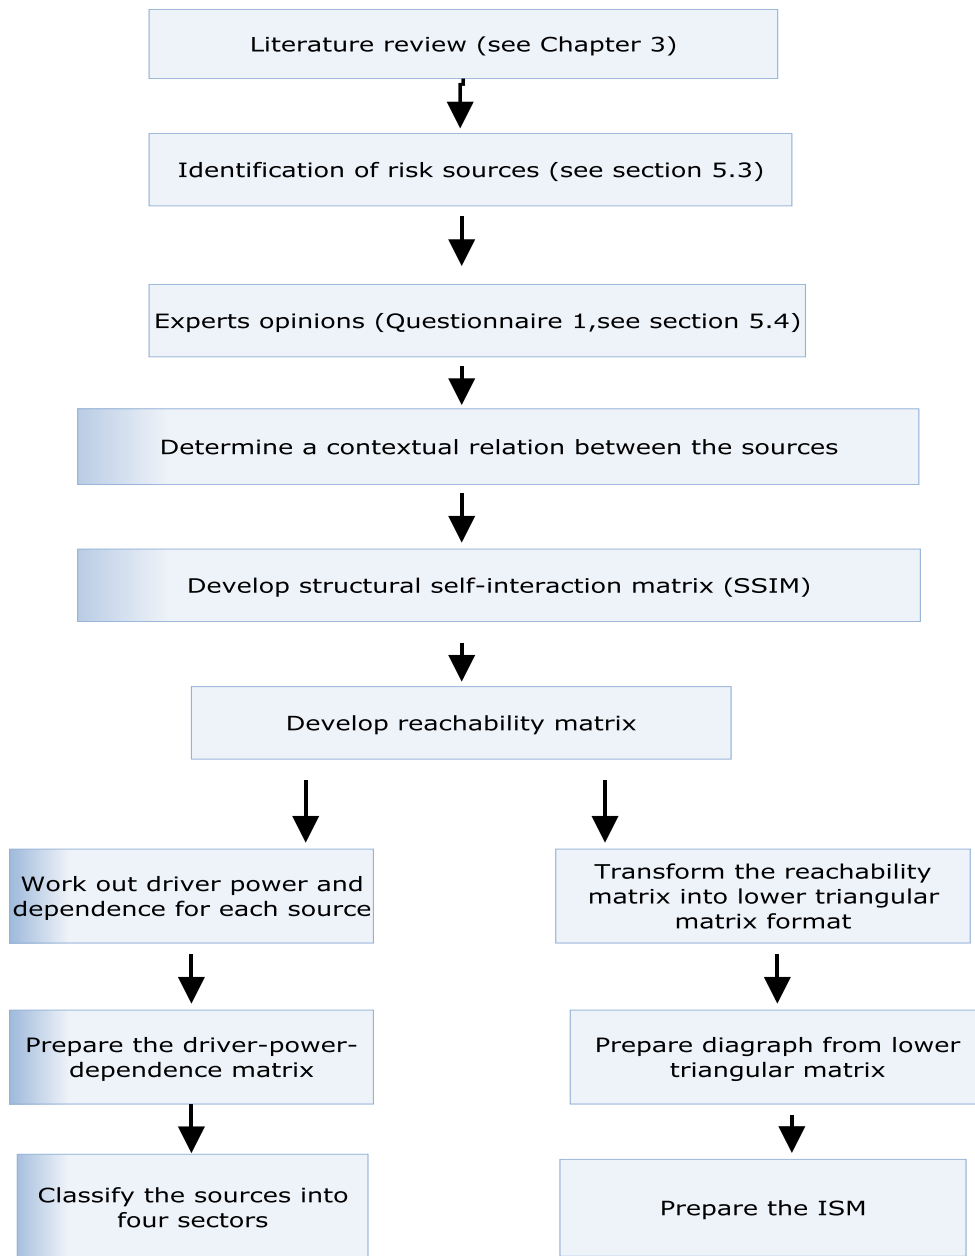 Literature review (see Chapter 3)
Identification of risk sources (see section 5.3)
Experts opinions (Questionnaire 1,see section 5.4)
Determine a contextual relation between the sources
Develop structural self-interaction matrix (SSIM)
Develop reachability matrix
Work out driver power and
dependence for each source
Transform the reachability
matrix into lower triangular
matrix format
Prepare the driver-power-
dependence matrix
Prepare diagraph from lower
triangular matrix
Classify the sources into
four sectors
Prepare the ISM